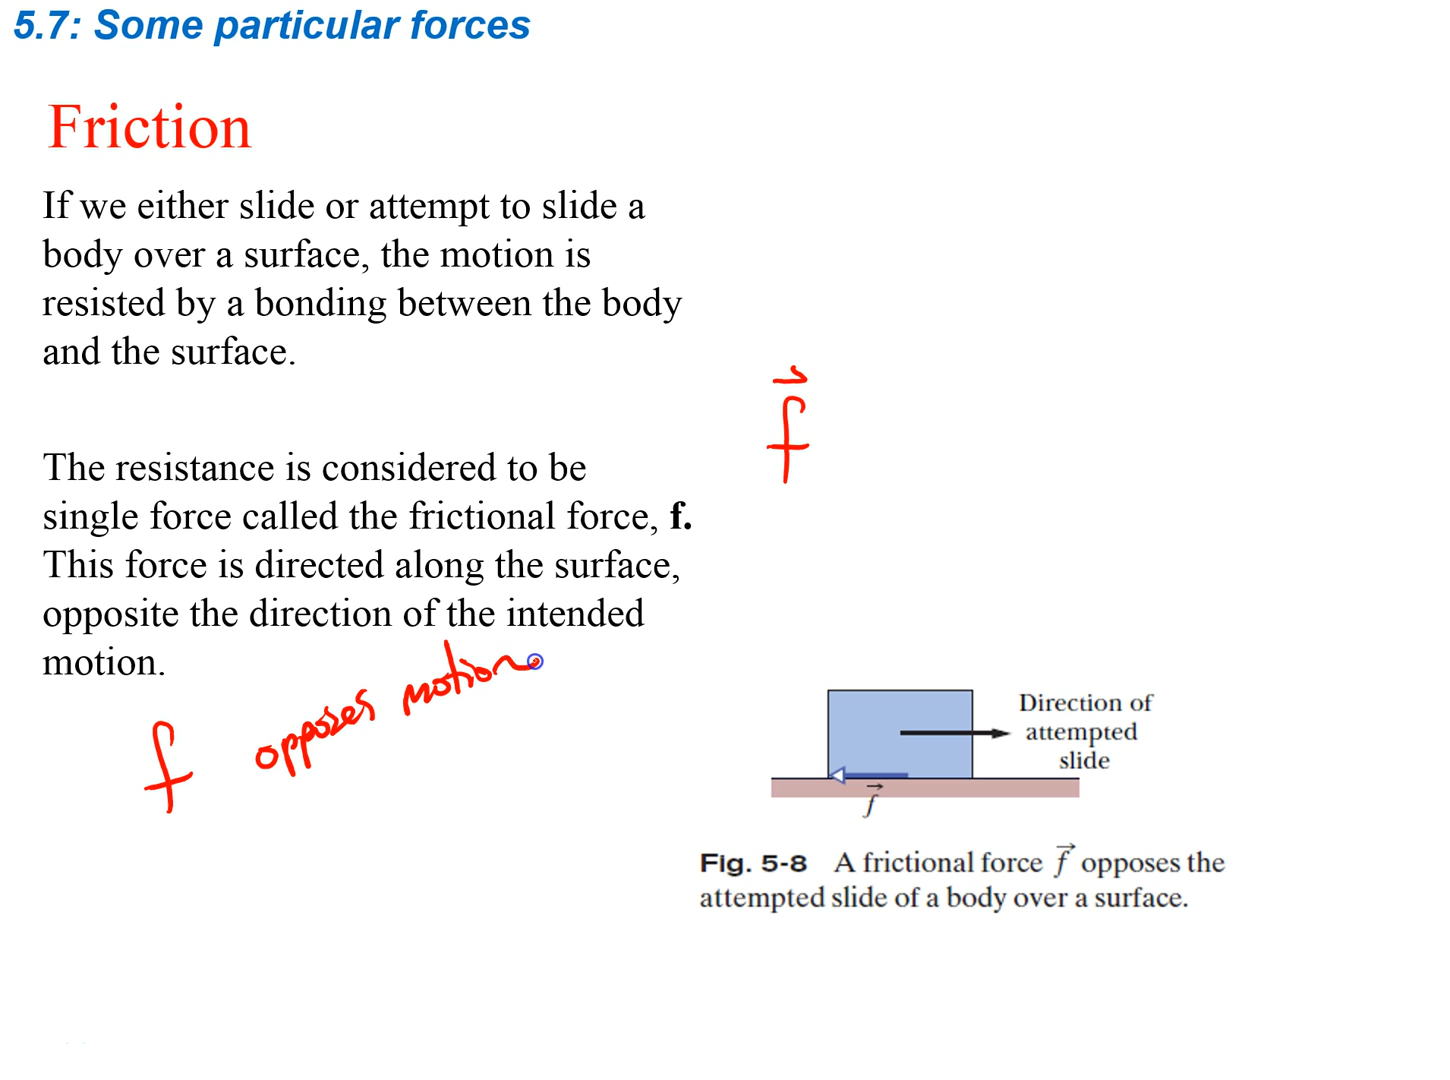 5.7: Some particular forces
Friction
If we either slide or attempt to slide a
body over a surface, the motion is
resisted by a bonding between the body
and the surface.
f⃗
The resistance is considered to be
single force called the frictional force, f.
This force is directed along the surface,
opposite the direction of the intended
motion.
f opposes motion
Direction of
attempted
slide
f⃗
Fig. 5-8 A frictional force f⃗ opposes the
attempted slide of a body over a surface.